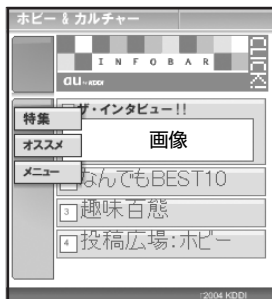 ホビー & カルチャー
INFOBAR
CLICK!
au by KDDI
ザ・インタビュー!!
特集
オススメ
メニュー
画像
なんでもBEST10
3 趣味百態
4 投稿広場:ホビー
©2004 KDDI